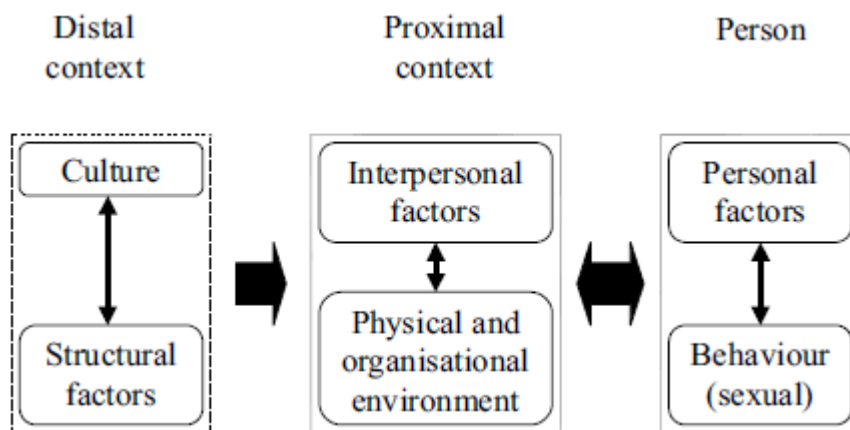 Distal
context
Proximal
context
Person
Culture
Structural
factors
Interpersonal
factors
Physical and
organisational
environment
Personal
factors
Behaviour
(sexual)